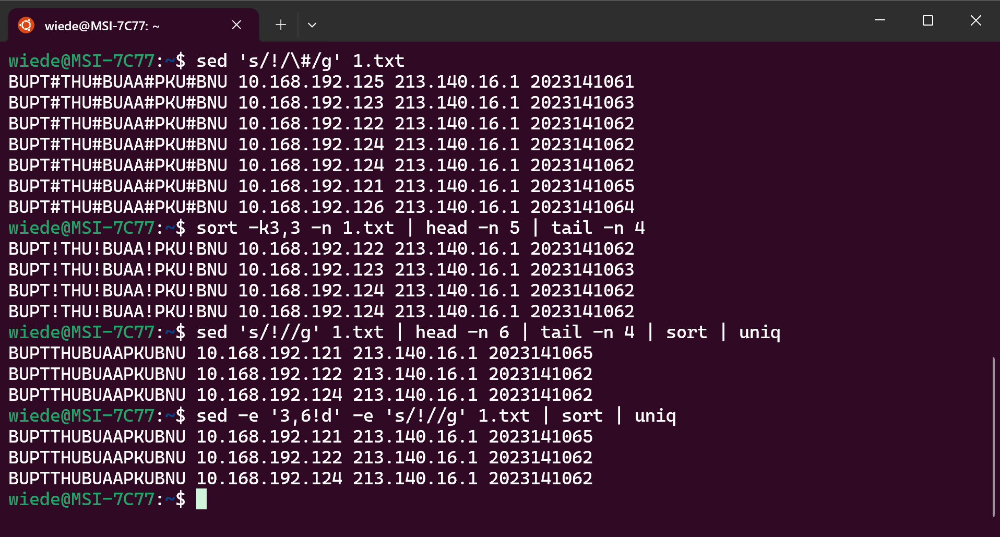 wiede@MSI-7C77: ~
wiede@MSI-7C77:~$ sed 's/!/\#/g' 1.txt
BUPT#THU#BUAA#PKU#BNU 10.168.192.125 213.140.16.1 2023141061
BUPT#THU#BUAA#PKU#BNU 10.168.192.123 213.140.16.1 2023141063
BUPT#THU#BUAA#PKU#BNU 10.168.192.122 213.140.16.1 2023141062
BUPT#THU#BUAA#PKU#BNU 10.168.192.124 213.140.16.1 2023141062
BUPT#THU#BUAA#PKU#BNU 10.168.192.124 213.140.16.1 2023141062
BUPT#THU#BUAA#PKU#BNU 10.168.192.121 213.140.16.1 2023141065
BUPT#THU#BUAA#PKU#BNU 10.168.192.126 213.140.16.1 2023141064
wiede@MSI-7C77:~$ sort -k3,3 -n 1.txt | head -n 5 | tail -n 4
BUPT!THU!BUAA!PKU!BNU 10.168.192.122 213.140.16.1 2023141062
BUPT!THU!BUAA!PKU!BNU 10.168.192.123 213.140.16.1 2023141063
BUPT!THU!BUAA!PKU!BNU 10.168.192.124 213.140.16.1 2023141062
BUPT!THU!BUAA!PKU!BNU 10.168.192.124 213.140.16.1 2023141062
wiede@MSI-7C77:~$ sed 's/!//g' 1.txt | head -n 6 | tail -n 4 | sort | uniq
BUPTTHUBUAAPKUBNU 10.168.192.121 213.140.16.1 2023141065
BUPTTHUBUAAPKUBNU 10.168.192.122 213.140.16.1 2023141062
BUPTTHUBUAAPKUBNU 10.168.192.124 213.140.16.1 2023141062
wiede@MSI-7C77:~$ sed -e '3,6!d' -e 's/!//g' 1.txt | sort | uniq
BUPTTHUBUAAPKUBNU 10.168.192.121 213.140.16.1 2023141065
BUPTTHUBUAAPKUBNU 10.168.192.122 213.140.16.1 2023141062
BUPTTHUBUAAPKUBNU 10.168.192.124 213.140.16.1 2023141062
wiede@MSI-7C77:~$